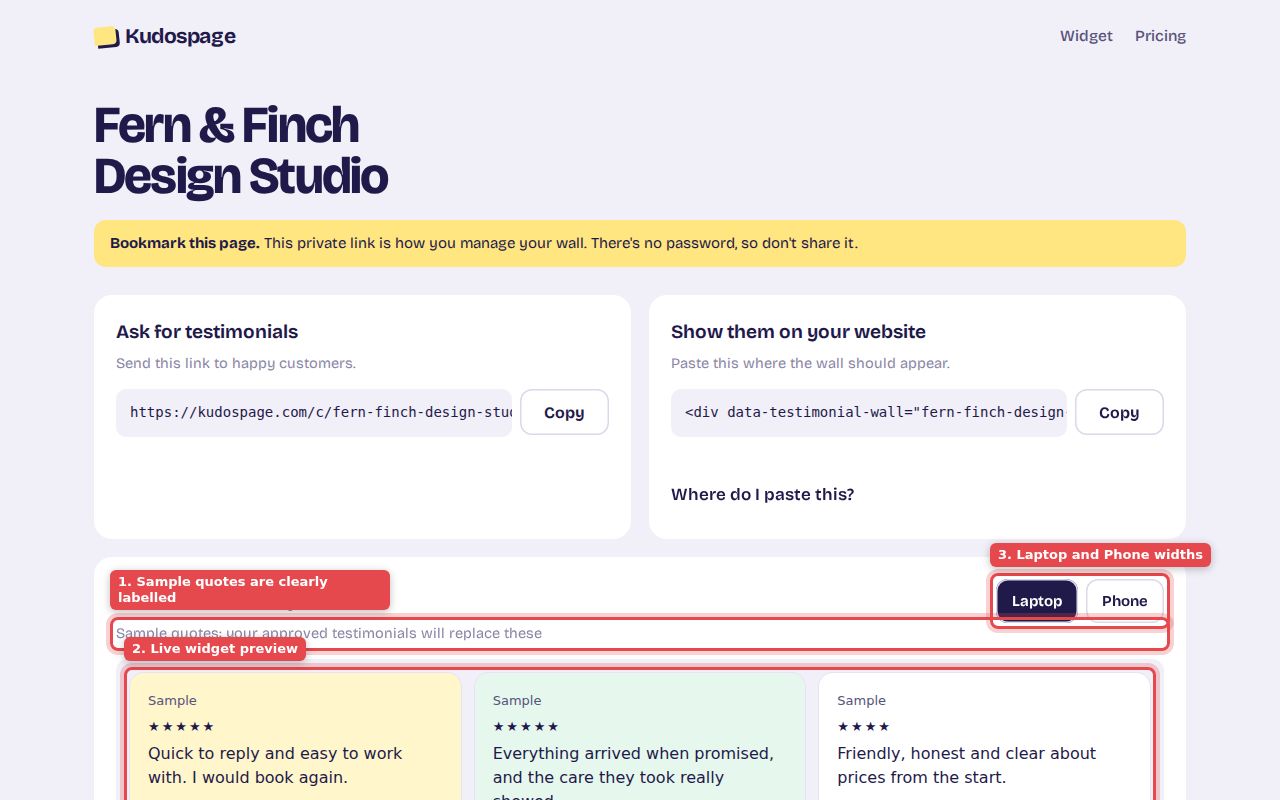 Kudospage
Widget
Pricing
Fern & Finch
Design Studio
Bookmark this page. This private link is how you manage your wall. There's no password, so don't share it.
Ask for testimonials
Send this link to happy customers.
https://kudospage.com/c/fern-finch-design-stu
Copy
Show them on your website
Paste this where the wall should appear.
<div data-testimonial-wall="fern-finch-design-
Copy
Where do I paste this?
3. Laptop and Phone widths
1. Sample quotes are clearly
labelled
Laptop
Phone
Sample quotes: your approved testimonials will replace these
2. Live widget preview
Sample
★★★★★
Quick to reply and easy to work
with. I would book again.
Sample
★★★★★
Everything arrived when promised,
and the care they took really
showed.
Sample
★★★★
Friendly, honest and clear about
prices from the start.